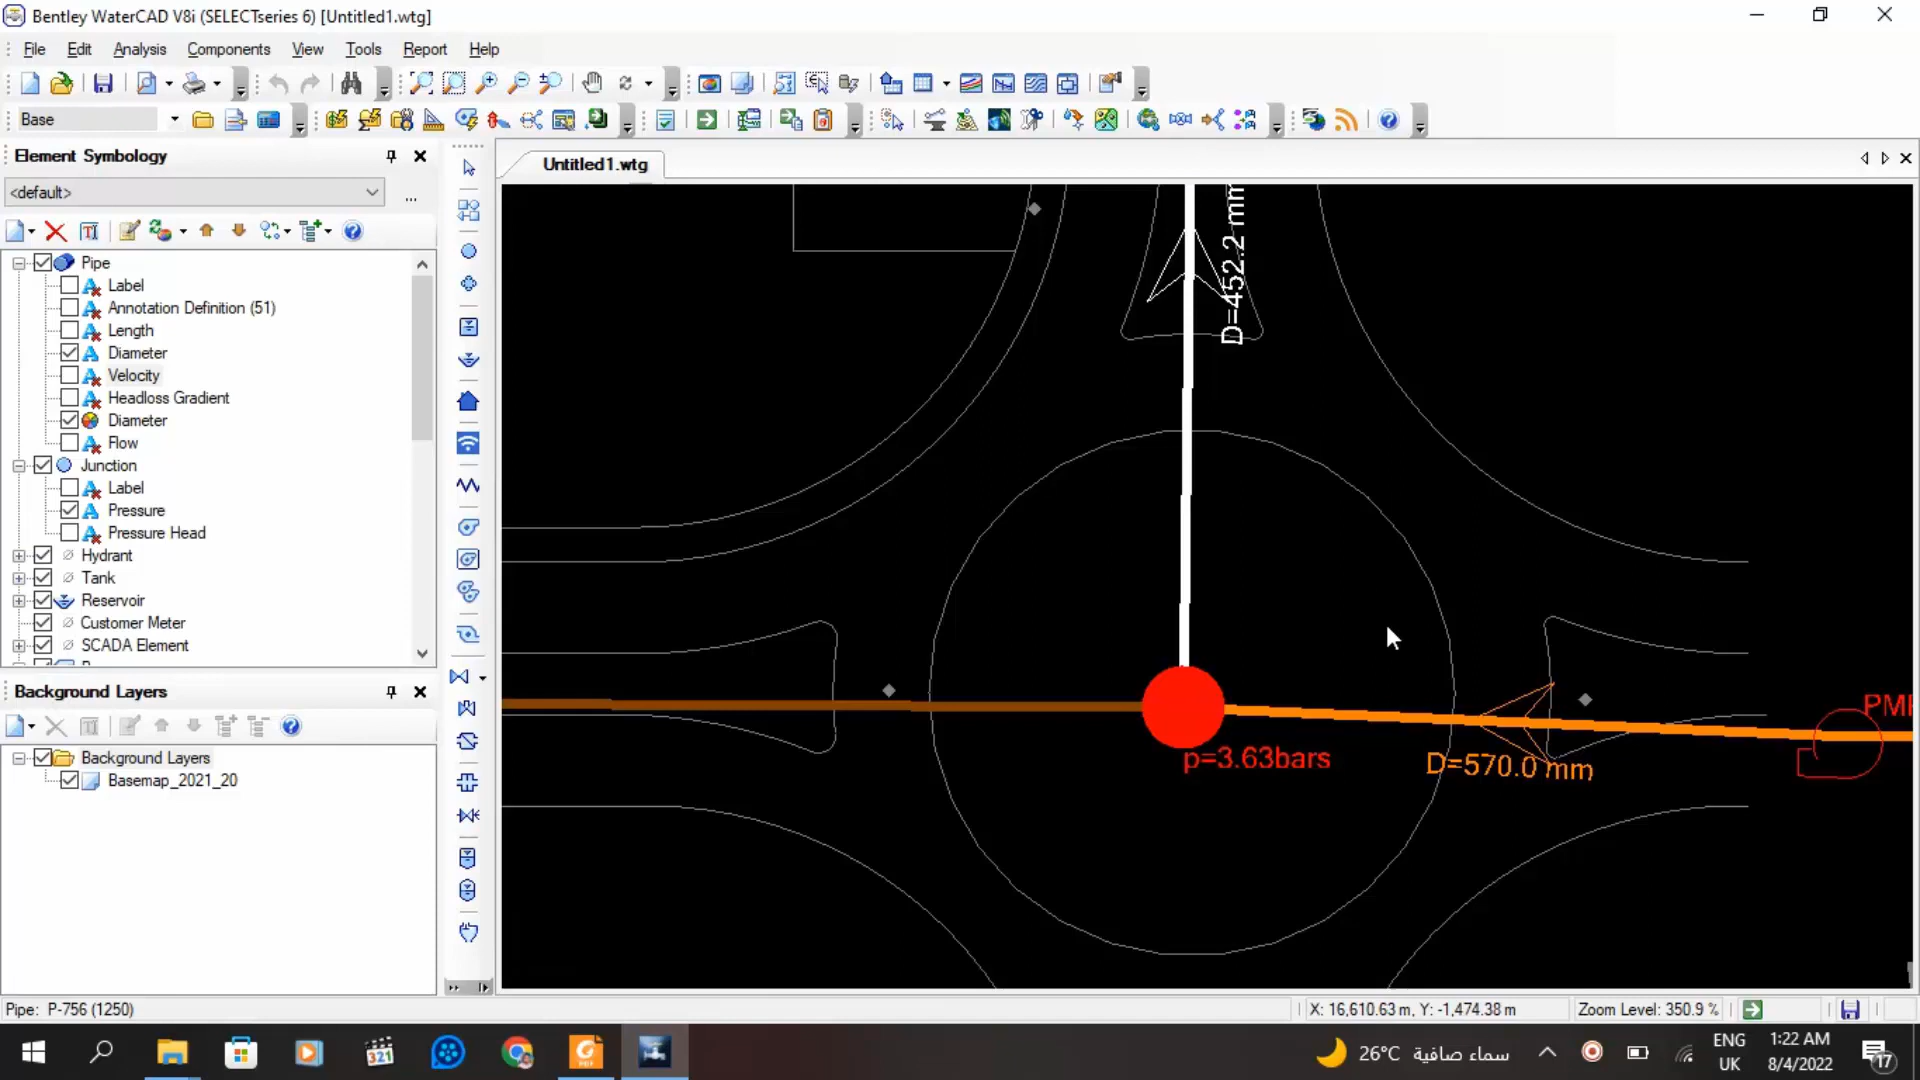 Bentley WaterCAD V8i (SELECTseries 6) [Untitled1.wtg]
File Edit Analysis Components View Tools Report Help
Base
Element Symbology
<default>
...
Pipe
Label
Annotation Definition (51)
Length
Diameter
Velocity
Headloss Gradient
Diameter
Flow
Junction
Label
Pressure
Pressure Head
Hydrant
Tank
Reservoir
Customer Meter
SCADA Element
Background Layers
Background Layers
Basemap_2021_20
Untitled1.wtg
D=452.2 mm
p=3.63bars
D=570.0 mm
PMP
Pipe: P-756 (1250)
X: 16,610.63 m, Y: -1,474.38 m
Zoom Level: 350.9 %
321
26°C سماء صافية
ENG
UK
1:22 AM
8/4/2022
17